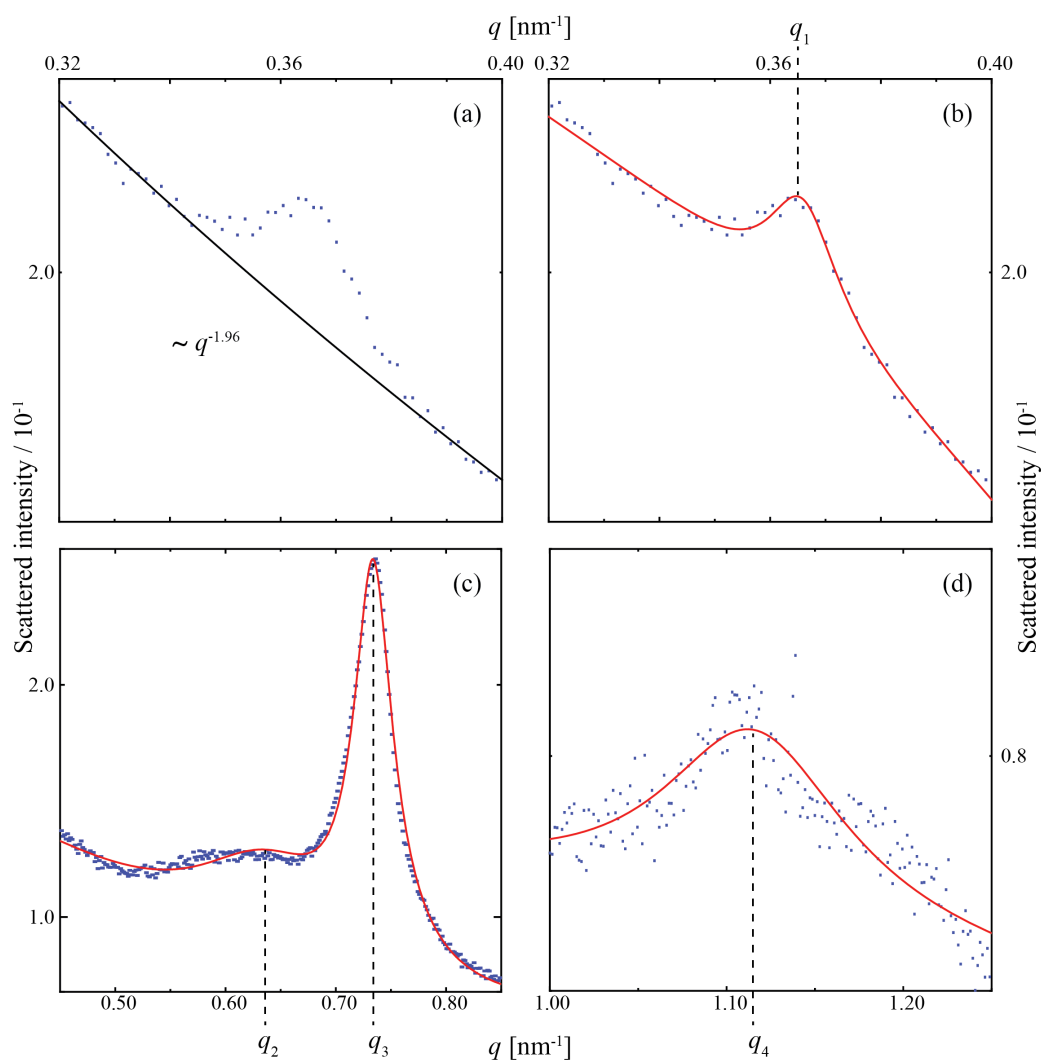 q [nm⁻¹] q₁
0.32 0.36 0.40 0.32 0.36 0.40
(a) (b)
2.0 2.0
~ q⁻¹·⁹⁶
Scattered intensity / 10⁻¹ Scattered intensity / 10⁻¹
(c) (d)
2.0
0.8
1.0
0.50 0.60 0.70 0.80 1.00 1.10 1.20
q₂ q₃ q [nm⁻¹] q₄